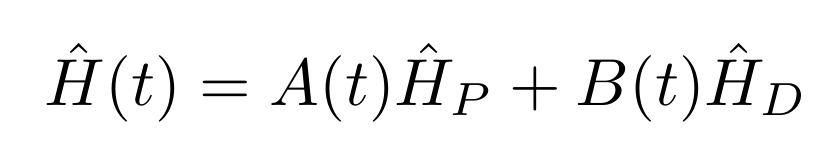 Ĥ(t) = A(t)Ĥ_P + B(t)Ĥ_D